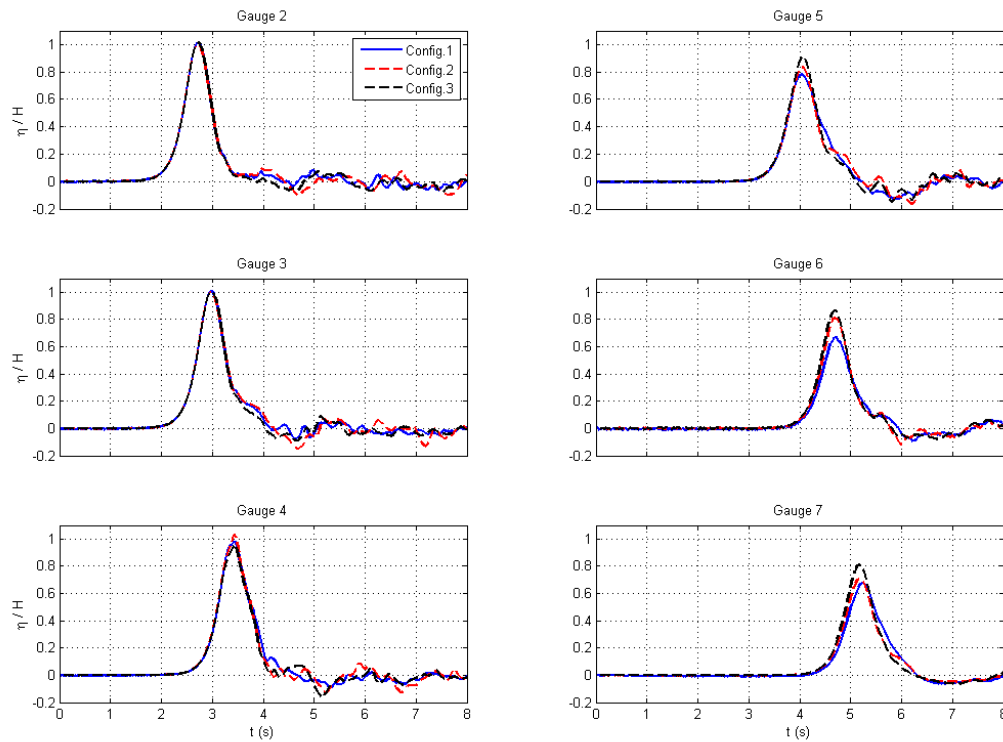 Gauge 2
1
0.8
0.6
0.4
0.2
0
-0.2
η / H
Config.1
Config.2
Config.3
Gauge 5
1
0.8
0.6
0.4
0.2
0
-0.2
η / H
Gauge 3
1
0.8
0.6
0.4
0.2
0
-0.2
η / H
Gauge 6
1
0.8
0.6
0.4
0.2
0
-0.2
η / H
Gauge 4
1
0.8
0.6
0.4
0.2
0
-0.2
η / H
0 1 2 3 4 5 6 7 8
t (s)
Gauge 7
1
0.8
0.6
0.4
0.2
0
-0.2
η / H
0 1 2 3 4 5 6 7 8
t (s)